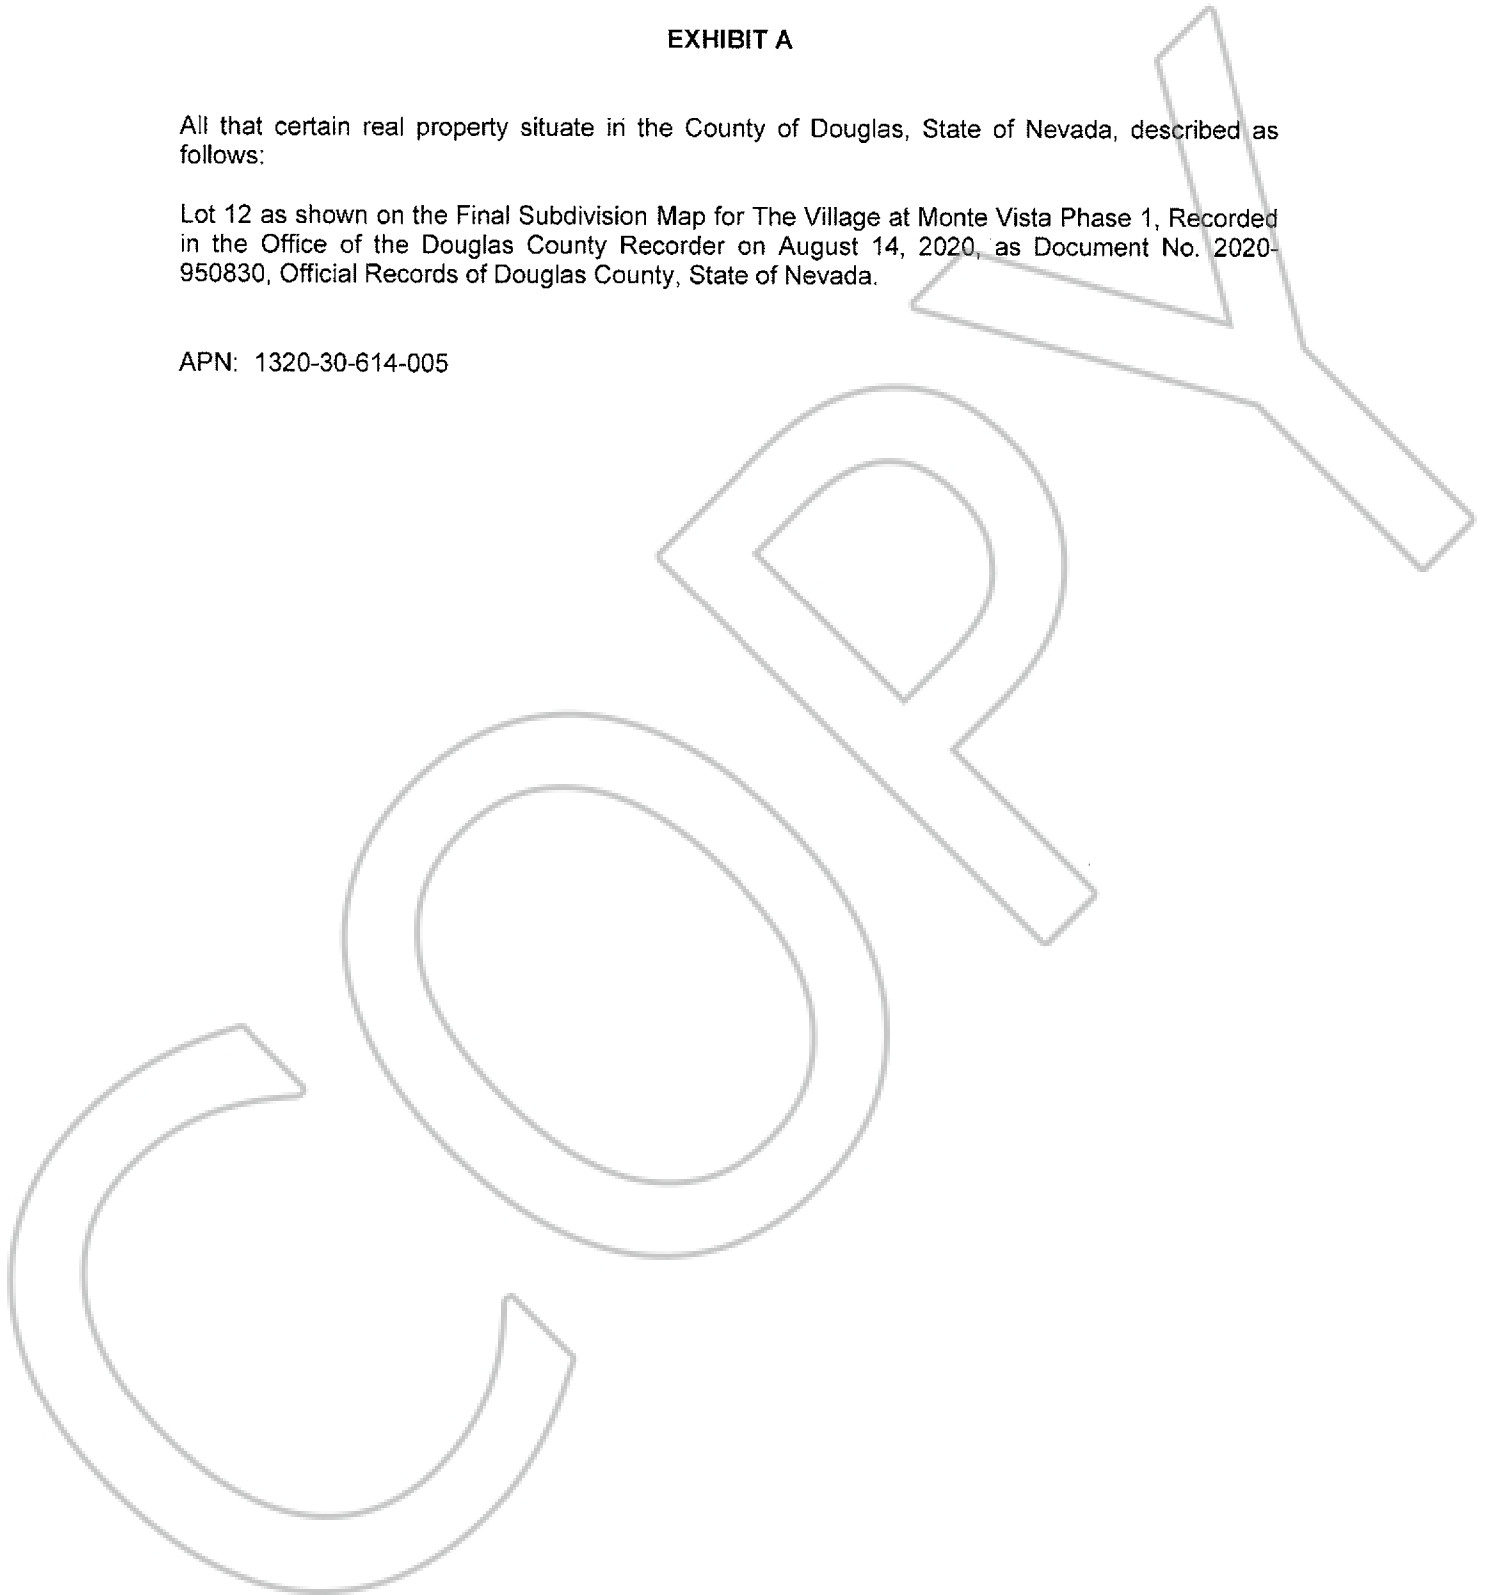 EXHIBIT A
All that certain real property situate in the County of Douglas, State of Nevada, described as
follows:
Lot 12 as shown on the Final Subdivision Map for The Village at Monte Vista Phase 1, Recorded
in the Office of the Douglas County Recorder on August 14, 2020, as Document No. 2020-
950830, Official Records of Douglas County, State of Nevada.
APN: 1320-30-614-005
COPY